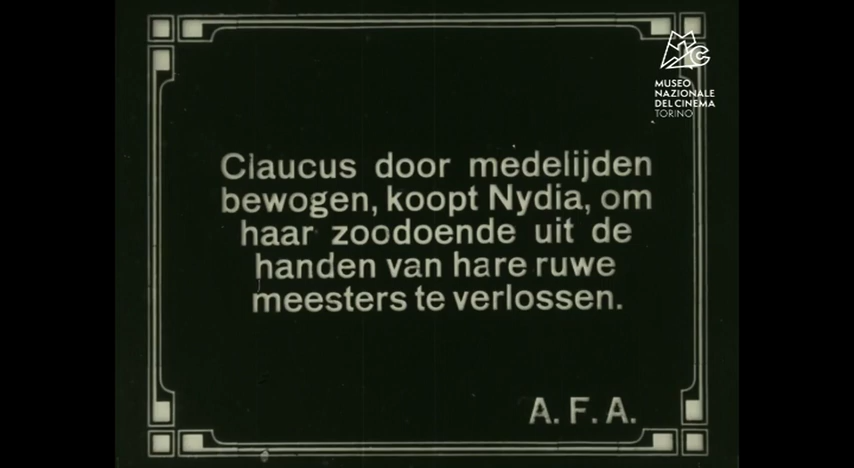 MUSEO
NAZIONALE
DEL CINEMA
TORINO
Claucus door medelijden
bewogen, koopt Nydia, om
haar zoodoende uit de
handen van hare ruwe
meesters te verlossen.
A. F. A.